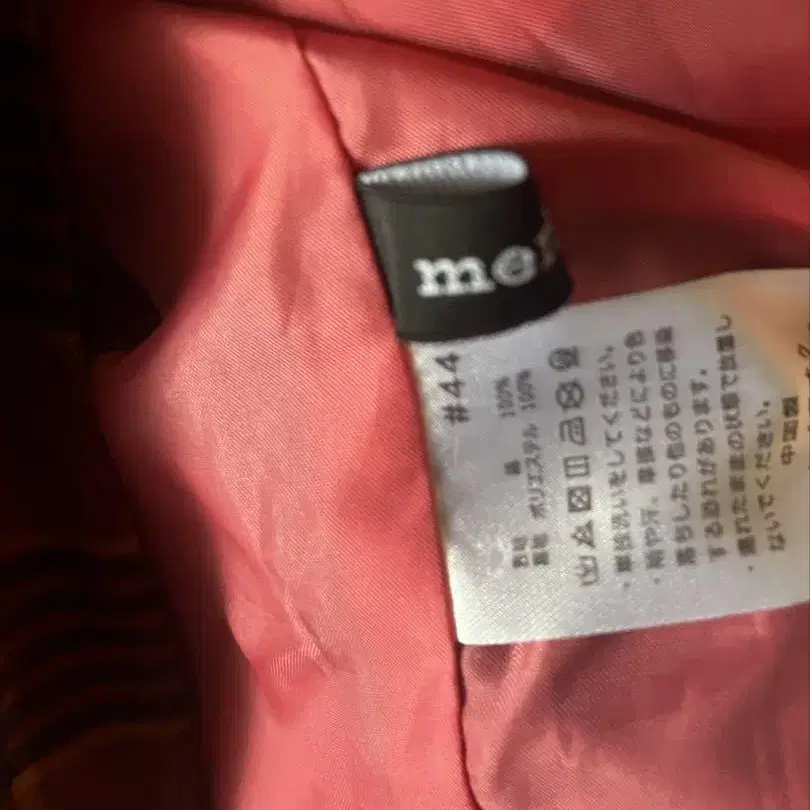 me
#44
表地 綿 100%
裏地 ポリエステル 100%
・単独洗いをしてください。
・雨や汗、摩擦などにより色
落ちしたり他のものに移染
する恐れがあります。
・濡れたままの状態で放置し
ないでください。
中国製